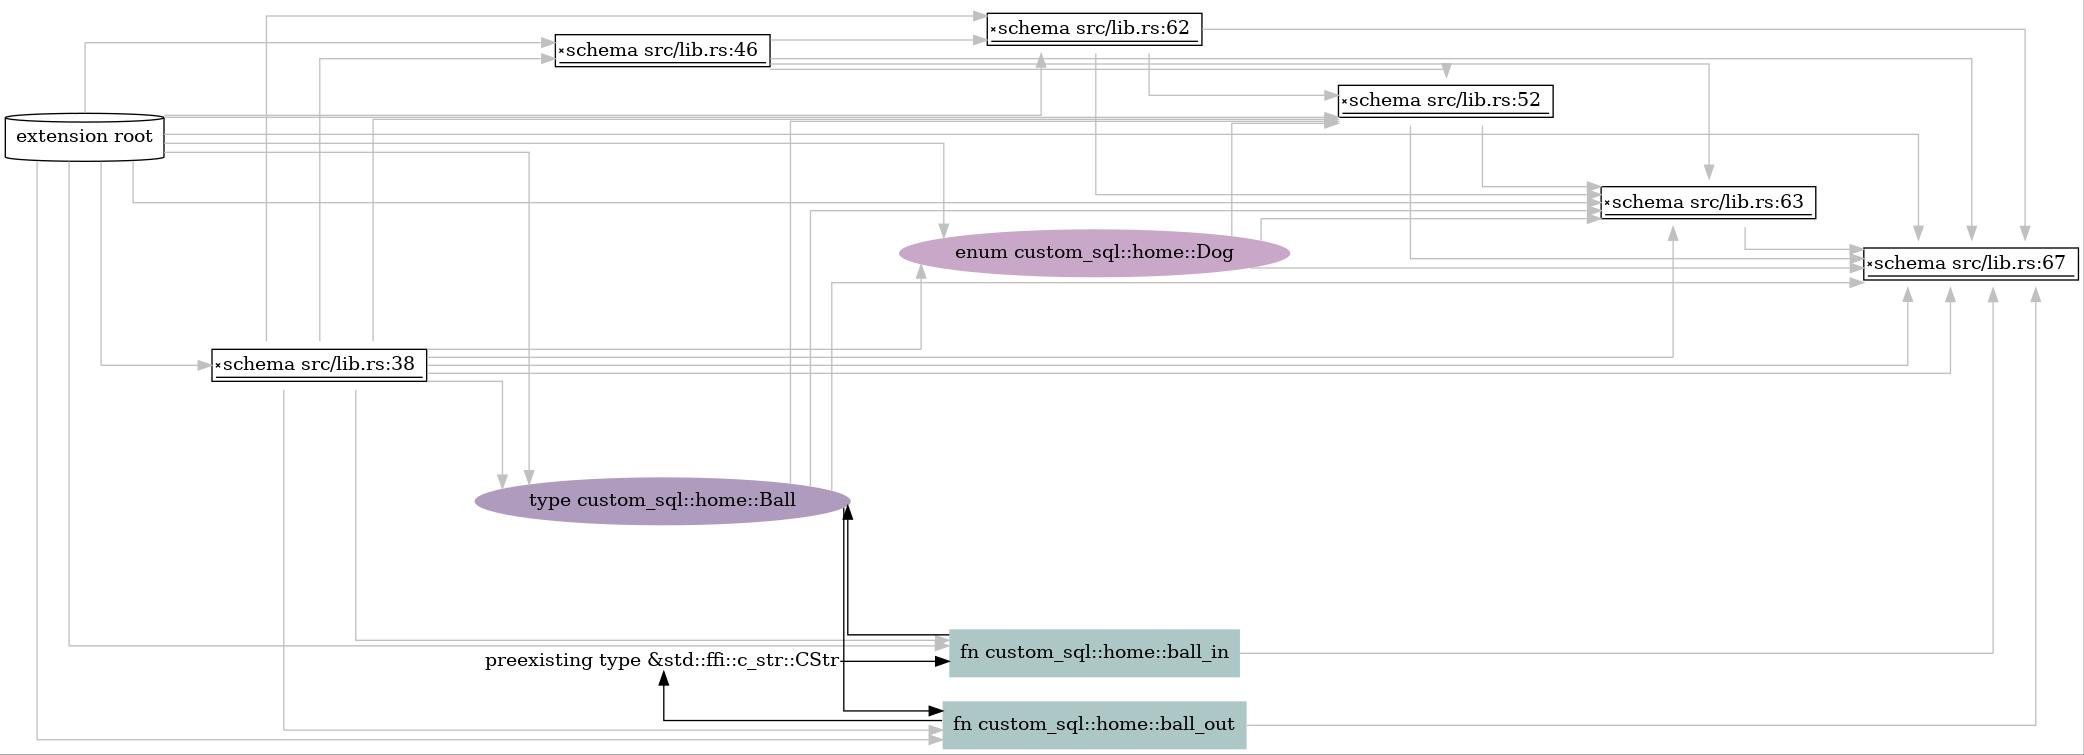 schema src/lib.rs:62
schema src/lib.rs:46
schema src/lib.rs:52
extension root
schema src/lib.rs:63
enum custom_sql::home::Dog
schema src/lib.rs:67
schema src/lib.rs:38
type custom_sql::home::Ball
fn custom_sql::home::ball_in
preexisting type &std::ffi::c_str::CStr
fn custom_sql::home::ball_out